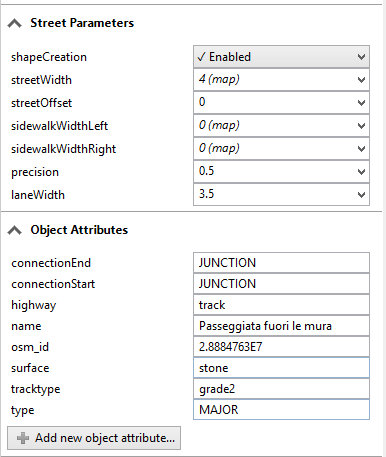 Street Parameters
shapeCreation ✓ Enabled
streetWidth 4 (map)
streetOffset 0
sidewalkWidthLeft 0 (map)
sidewalkWidthRight 0 (map)
precision 0.5
laneWidth 3.5
Object Attributes
connectionEnd JUNCTION
connectionStart JUNCTION
highway track
name Passeggiata fuori le mura
osm_id 2.8884763E7
surface stone
tracktype grade2
type MAJOR
Add new object attribute...